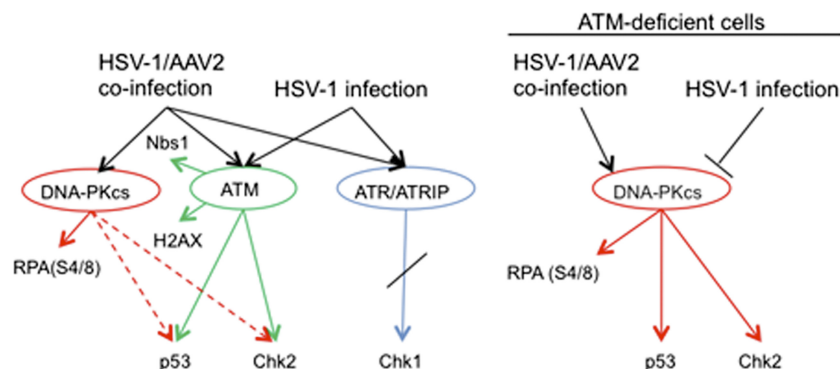 ATM-deficient cells
HSV-1/AAV2
co-infection
HSV-1 infection
Nbs1
DNA-PKcs
ATM
ATR/ATRIP
H2AX
RPA(S4/8)
p53
Chk2
Chk1
HSV-1/AAV2
co-infection
HSV-1 infection
DNA-PKcs
RPA (S4/8)
p53
Chk2